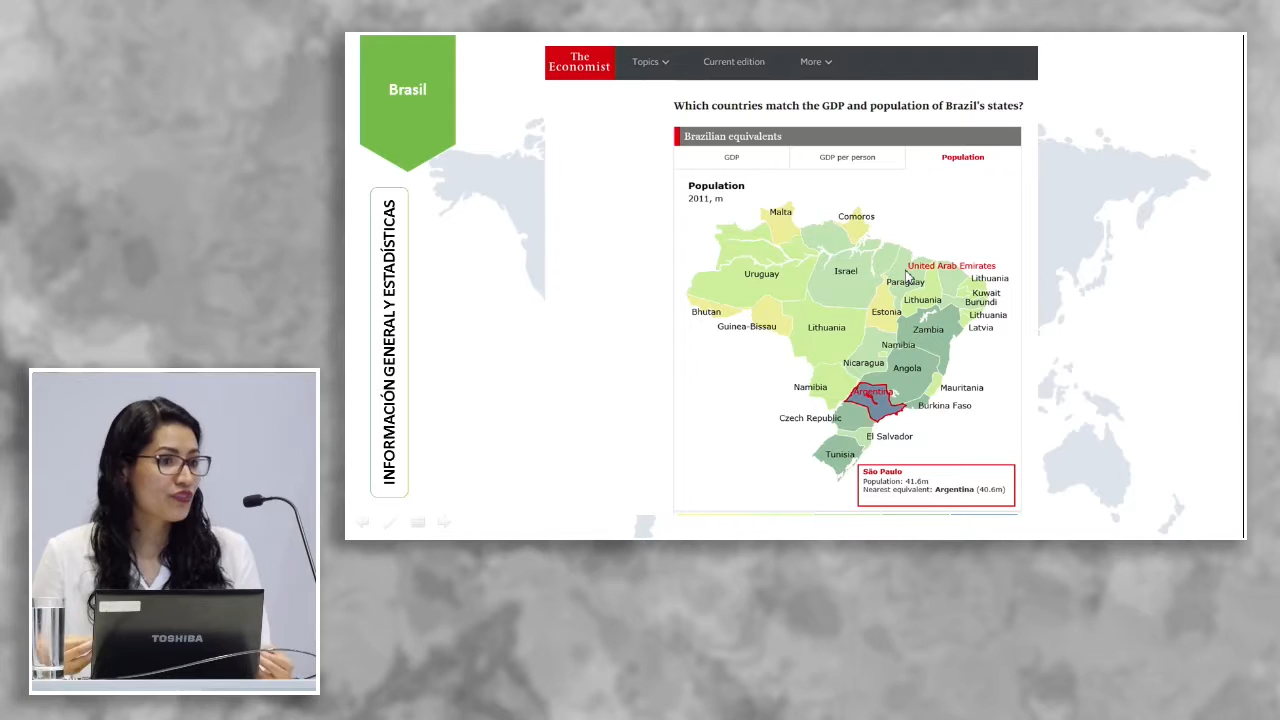 Brasil
INFORMACIÓN GENERAL Y ESTADÍSTICAS
The
Economist
Topics
Current edition
More
Which countries match the GDP and population of Brazil's states?
Brazilian equivalents
GDP
GDP per person
Population
Population
2011, m
Malta
Comoros
United Arab Emirates
Uruguay
Israel
Paraguay
Lithuania
Kuwait
Lithuania
Burundi
Bhutan
Estonia
Lithuania
Guinea-Bissau
Lithuania
Zambia
Latvia
Namibia
Nicaragua
Angola
Namibia
Argentina
Mauritania
Burkina Faso
Czech Republic
El Salvador
Tunisia
São Paulo
Population: 41.6m
Nearest equivalent: Argentina (40.6m)
TOSHIBA